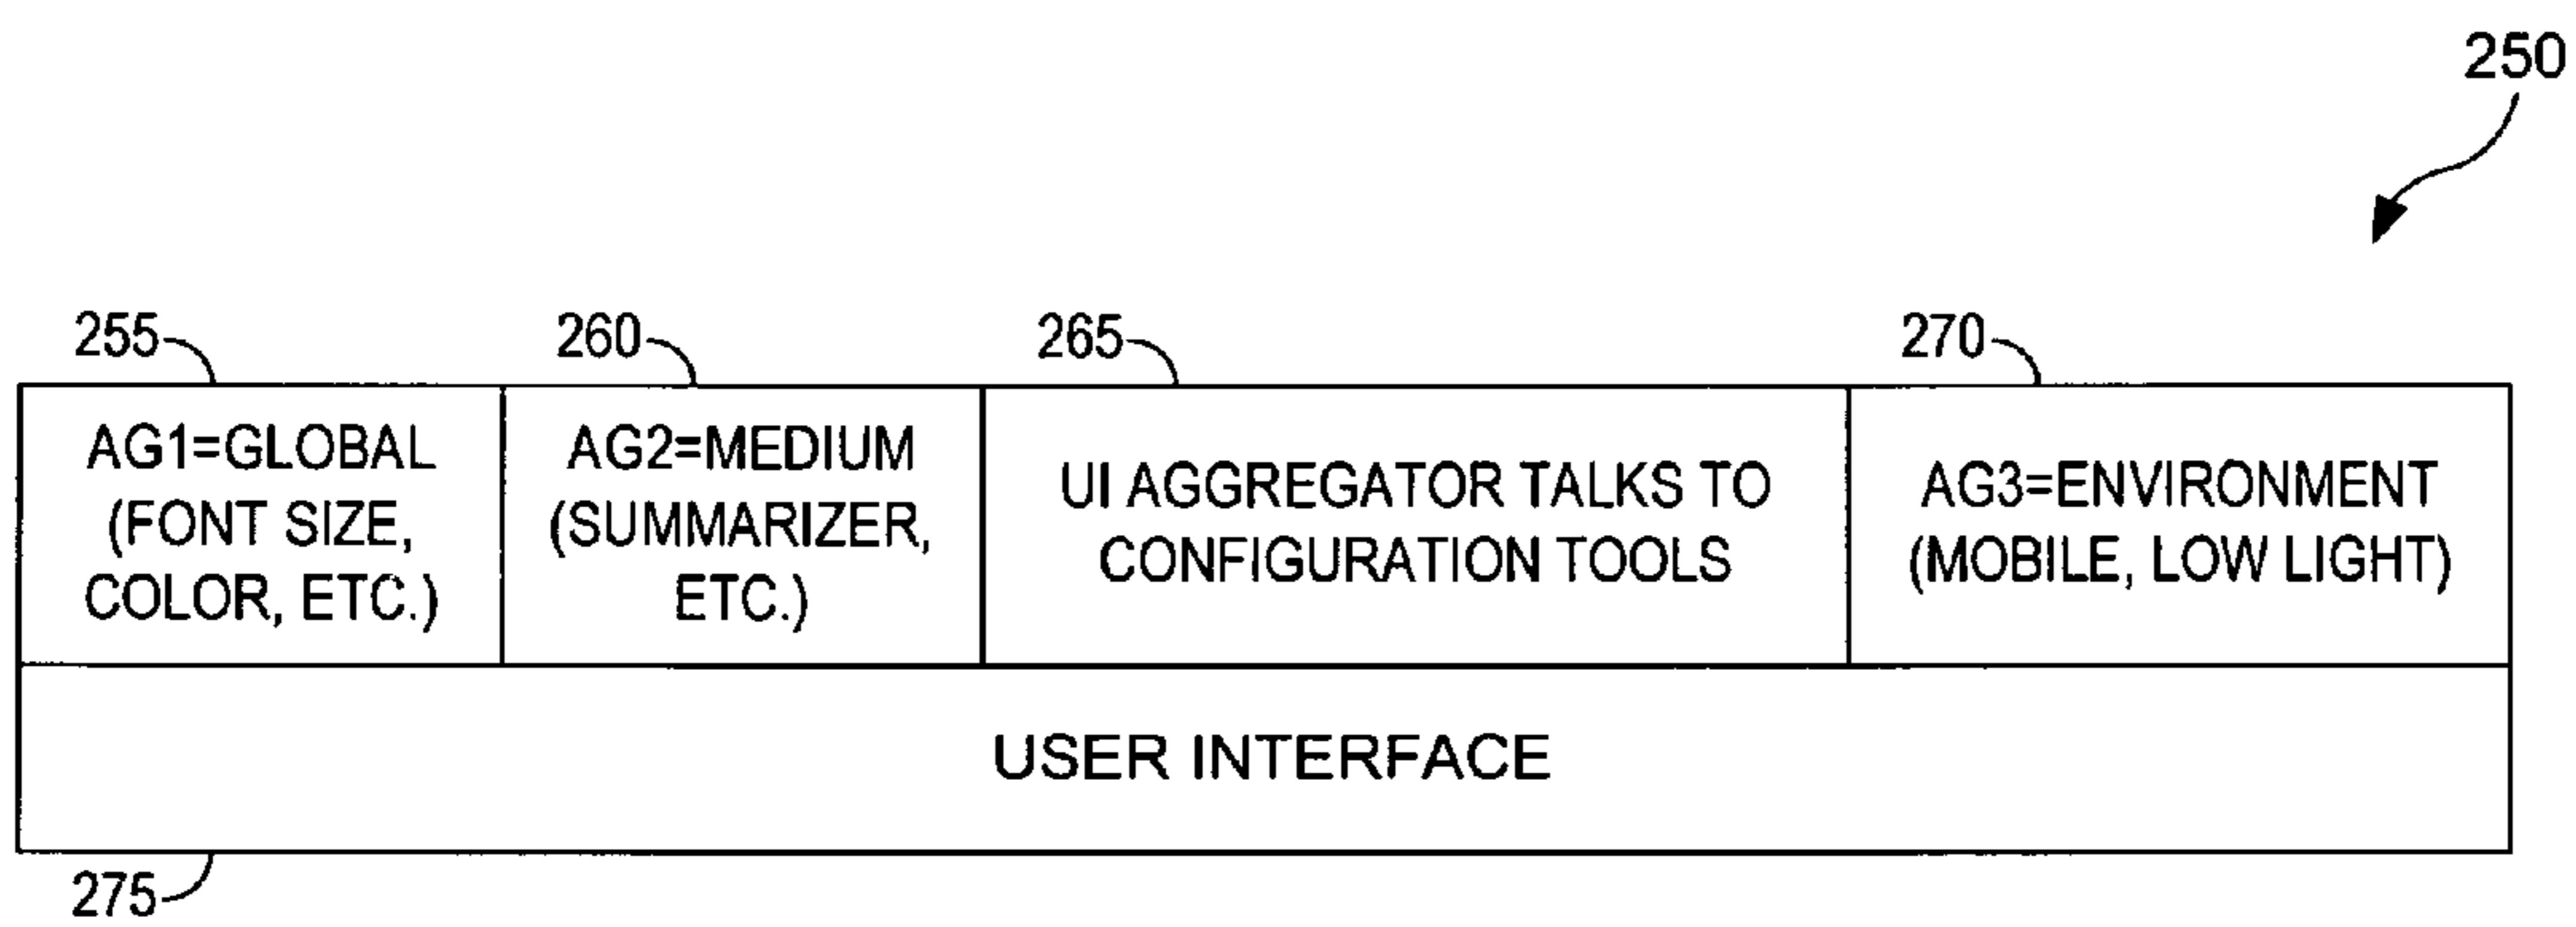 250
255
260
265
270
AG1=GLOBAL
(FONT SIZE,
COLOR, ETC.)
AG2=MEDIUM
(SUMMARIZER,
ETC.)
UI AGGREGATOR TALKS TO
CONFIGURATION TOOLS
AG3=ENVIRONMENT
(MOBILE, LOW LIGHT)
USER INTERFACE
275